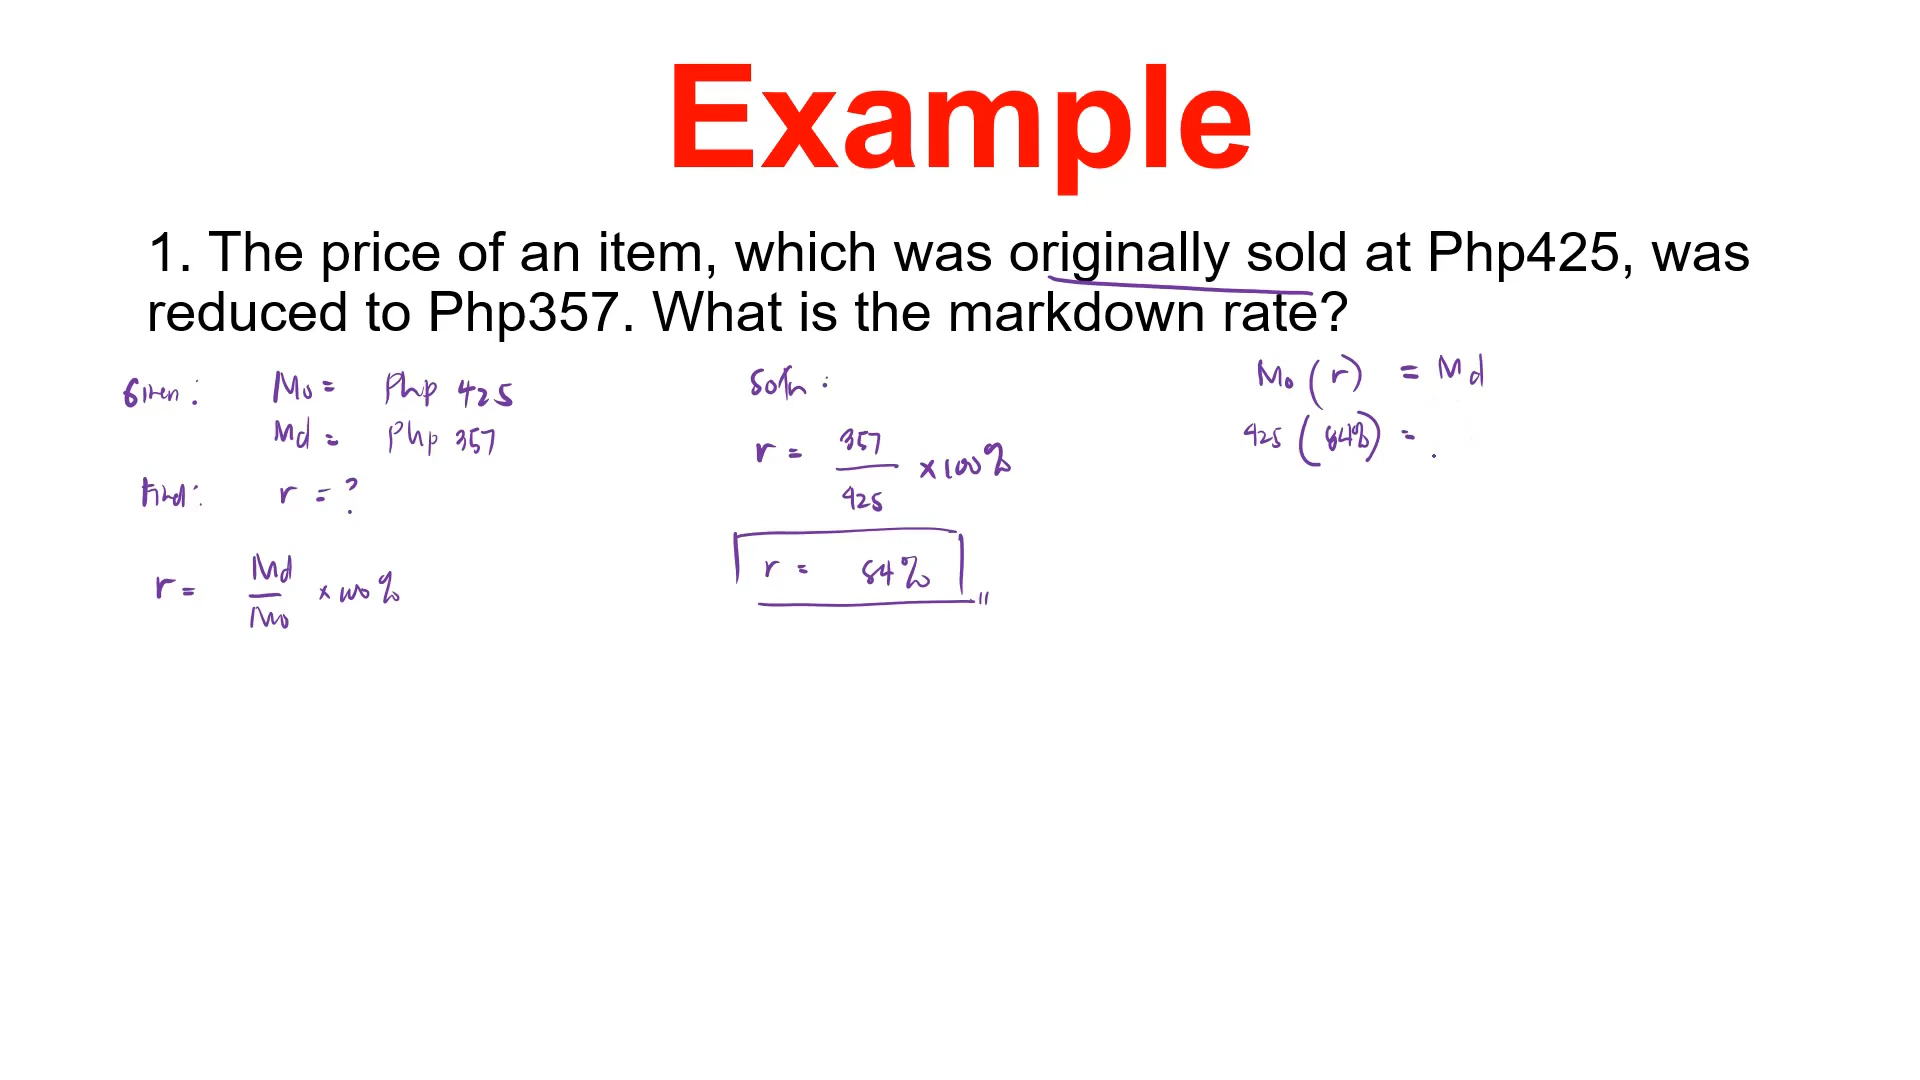 Example
1. The price of an item, which was originally sold at Php425, was
reduced to Php357. What is the markdown rate?
Given: Mo = Php 425
Md = Php 357
Find: r = ?
r = Md/Mo × 100%
Soln:
r = 357/425 × 100%
r = 84%
Mo (r) = Md
425 (84%) = .